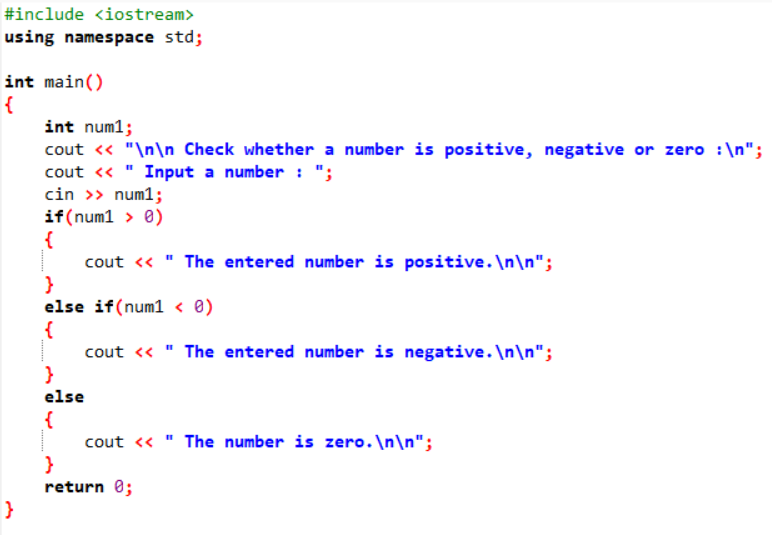 #include <iostream>
using namespace std;
int main()
{
    int num1;
    cout << "\n\n Check whether a number is positive, negative or zero :\n";
    cout << " Input a number : ";
    cin >> num1;
    if(num1 > 0)
    {
        cout << " The entered number is positive.\n\n";
    }
    else if(num1 < 0)
    {
        cout << " The entered number is negative.\n\n";
    }
    else
    {
        cout << " The number is zero.\n\n";
    }
    return 0;
}